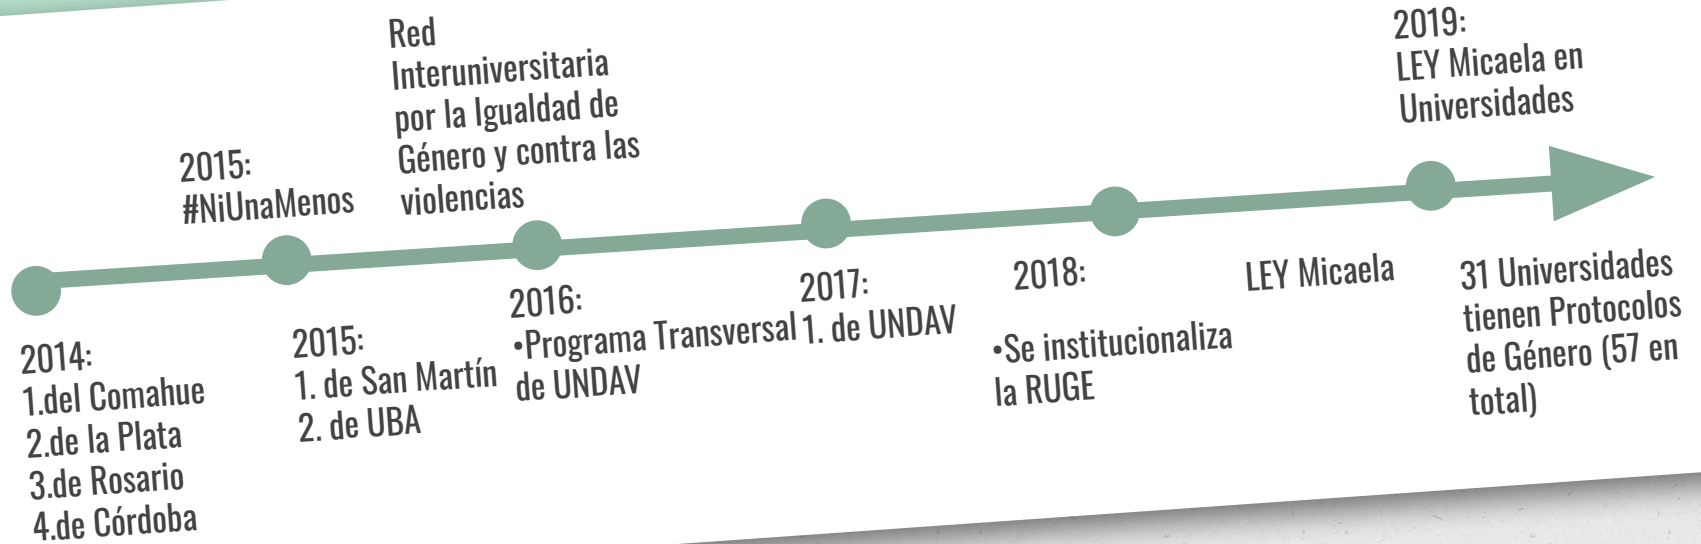 2014:
1.del Comahue
2.de la Plata
3.de Rosario
4.de Córdoba
2015:
#NiUnaMenos
2015:
1. de San Martín
2. de UBA
Red
Interuniversitaria
por la Igualdad de
Género y contra las
violencias
2016:
•Programa Transversal
de UNDAV
2017:
1. de UNDAV
2018:
•Se institucionaliza
la RUGE
LEY Micaela
2019:
LEY Micaela en
Universidades
31 Universidades
tienen Protocolos
de Género (57 en
total)